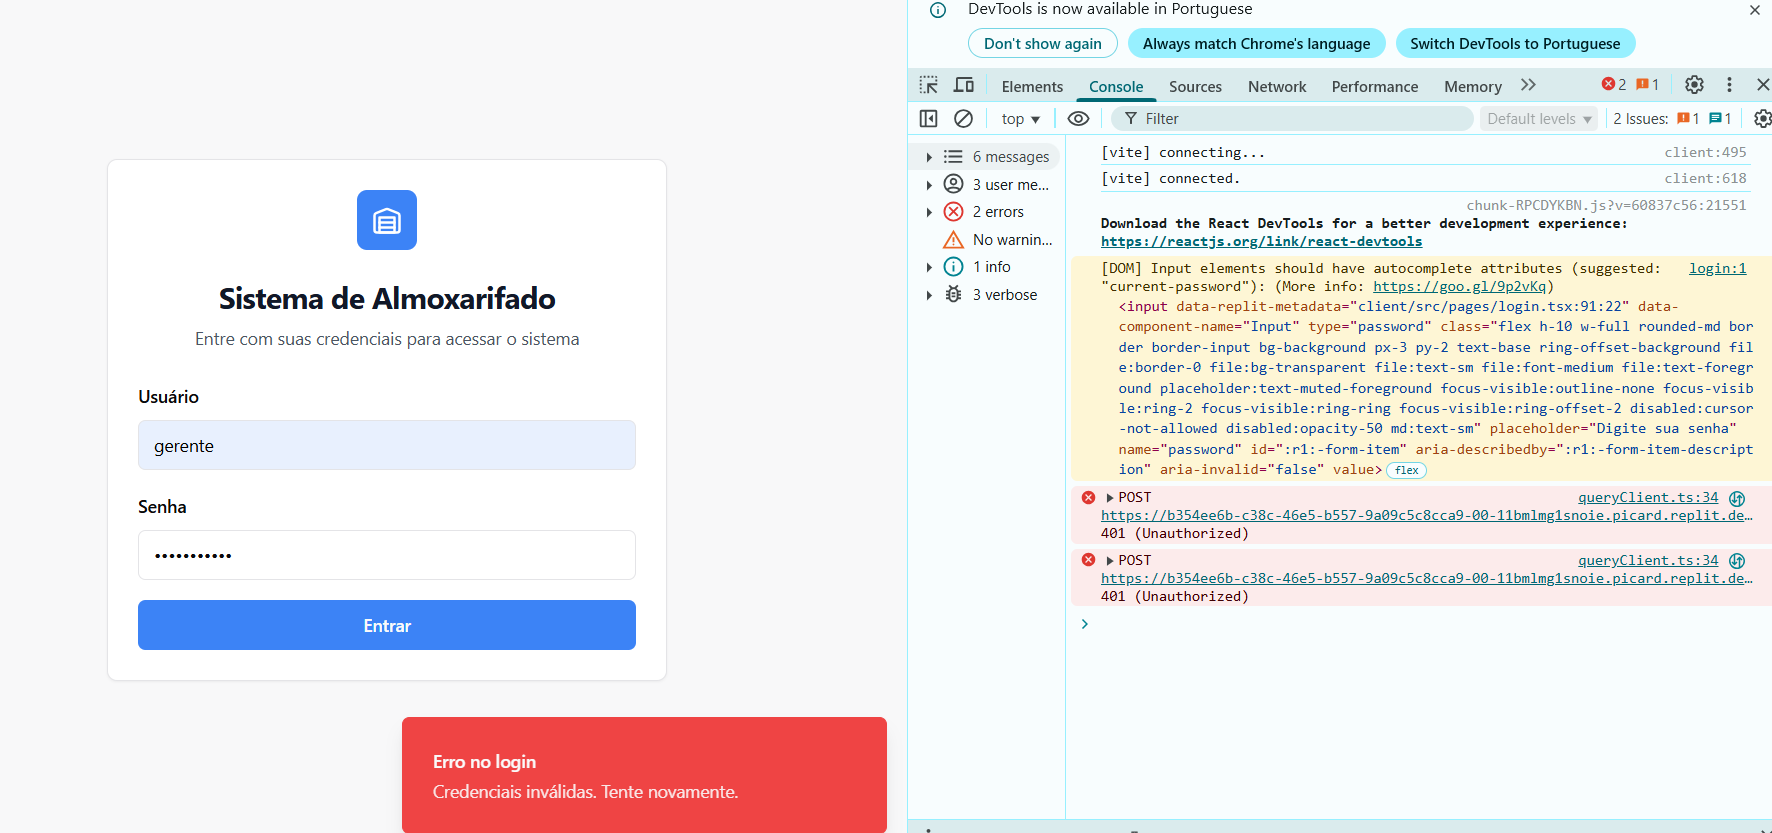 Sistema de Almoxarifado
Entre com suas credenciais para acessar o sistema
Usuário
gerente
Senha
•••••••••••
Entrar
Erro no login
Credenciais inválidas. Tente novamente.
DevTools is now available in Portuguese
Don't show again
Always match Chrome's language
Switch DevTools to Portuguese
Elements Console Sources Network Performance Memory 2 1
top Filter Default levels 2 Issues: 1 1
6 messages
3 user me...
2 errors
No warnin...
1 info
3 verbose
[vite] connecting... client:495
[vite] connected. client:618
chunk-RPCDYKBN.js?v=60837c56:21551
Download the React DevTools for a better development experience:
https://reactjs.org/link/react-devtools
[DOM] Input elements should have autocomplete attributes (suggested: login:1
"current-password"): (More info: https://goo.gl/9p2vKq)
<input data-replit-metadata="client/src/pages/login.tsx:91:22" data-
component-name="Input" type="password" class="flex h-10 w-full rounded-md bor
der border-input bg-background px-3 py-2 text-base ring-offset-background fil
e:border-0 file:bg-transparent file:text-sm file:font-medium file:text-foregr
ound placeholder:text-muted-foreground focus-visible:outline-none focus-visib
le:ring-2 focus-visible:ring-ring focus-visible:ring-offset-2 disabled:cursor
-not-allowed disabled:opacity-50 md:text-sm" placeholder="Digite sua senha"
name="password" id=":r1:-form-item" aria-describedby=":r1:-form-item-descript
ion" aria-invalid="false" value> flex
POST queryClient.ts:34
https://b354ee6b-c38c-46e5-b557-9a09c5c8cca9-00-11bmlmg1snoie.picard.replit.de…
401 (Unauthorized)
POST queryClient.ts:34
https://b354ee6b-c38c-46e5-b557-9a09c5c8cca9-00-11bmlmg1snoie.picard.replit.de…
401 (Unauthorized)